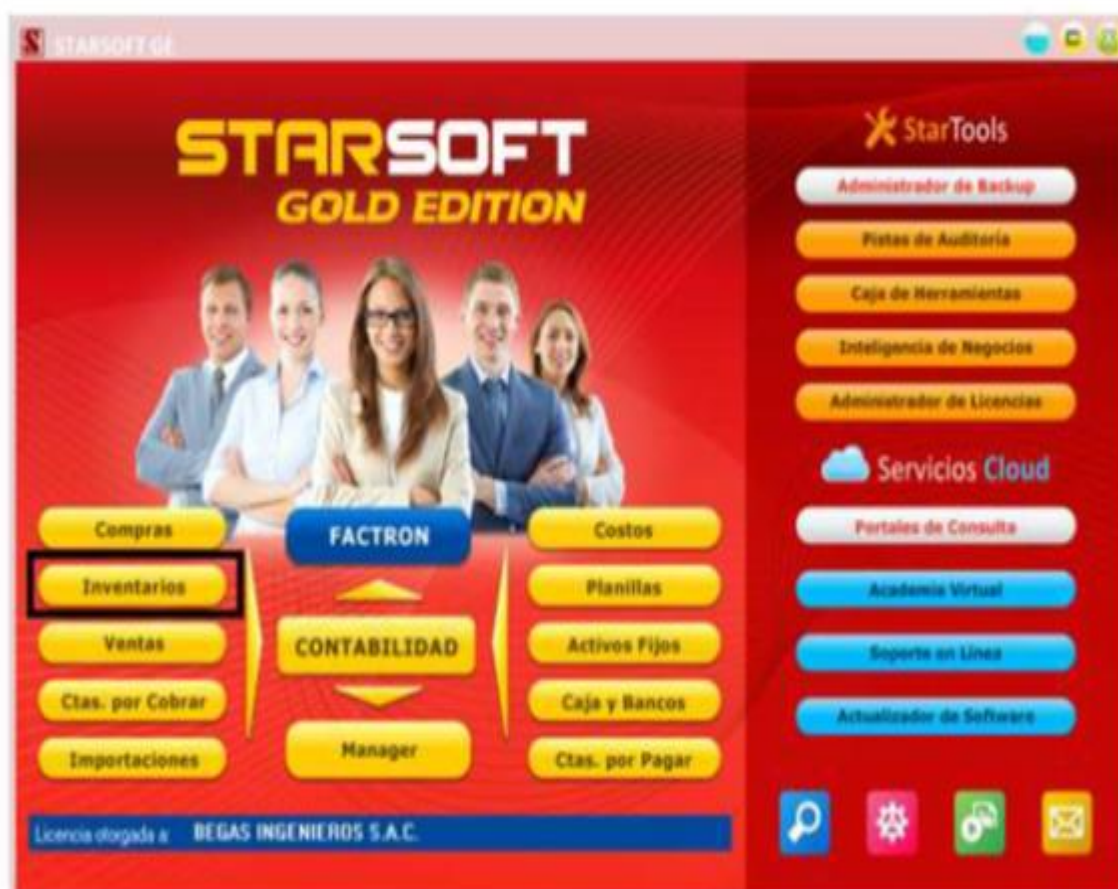 STARSOFT GE
STARSOFT
GOLD EDITION
Compras
Inventarios
Ventas
Ctas. por Cobrar
Importaciones
FACTRON
CONTABILIDAD
Manager
Costos
Planillas
Activos Fijos
Caja y Bancos
Ctas. por Pagar
Licencia otorgada a: BEGAS INGENIEROS S.A.C.
StarTools
Administrador de Backup
Pistas de Auditoría
Caja de Herramientas
Inteligencia de Negocios
Administrador de Licencias
Servicios Cloud
Portales de Consulta
Academia Virtual
Soporte en Línea
Actualizador de Software